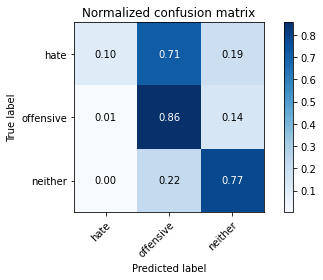 Normalized confusion matrix
True label
hate 0.10 0.71 0.19
offensive 0.01 0.86 0.14
neither 0.00 0.22 0.77
hate offensive neither
Predicted label
0.8
0.7
0.6
0.5
0.4
0.3
0.2
0.1